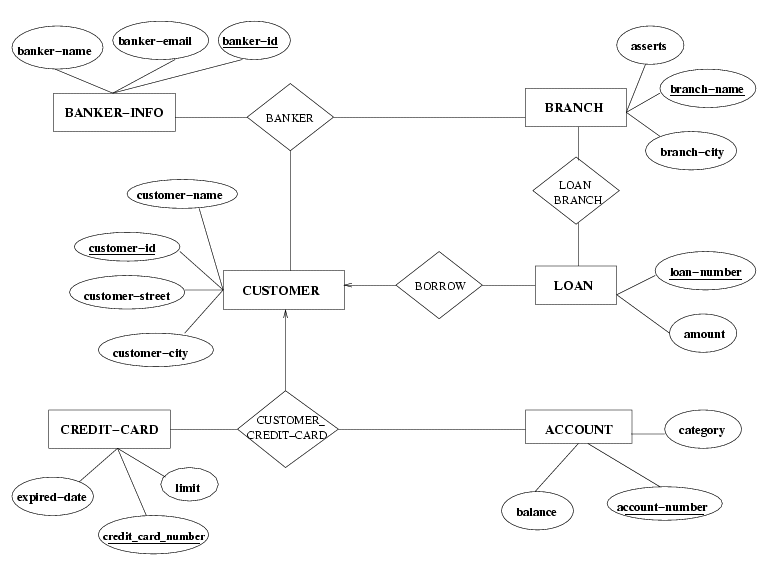 banker-name
banker-email
banker-id
asserts
branch-name
branch-city
BANKER-INFO
BANKER
BRANCH
LOAN
BRANCH
customer-name
customer-id
customer-street
customer-city
CUSTOMER
BORROW
LOAN
loan-number
amount
CREDIT-CARD
CUSTOMER_
CREDIT-CARD
ACCOUNT
category
expired-date
limit
credit_card_number
balance
account-number